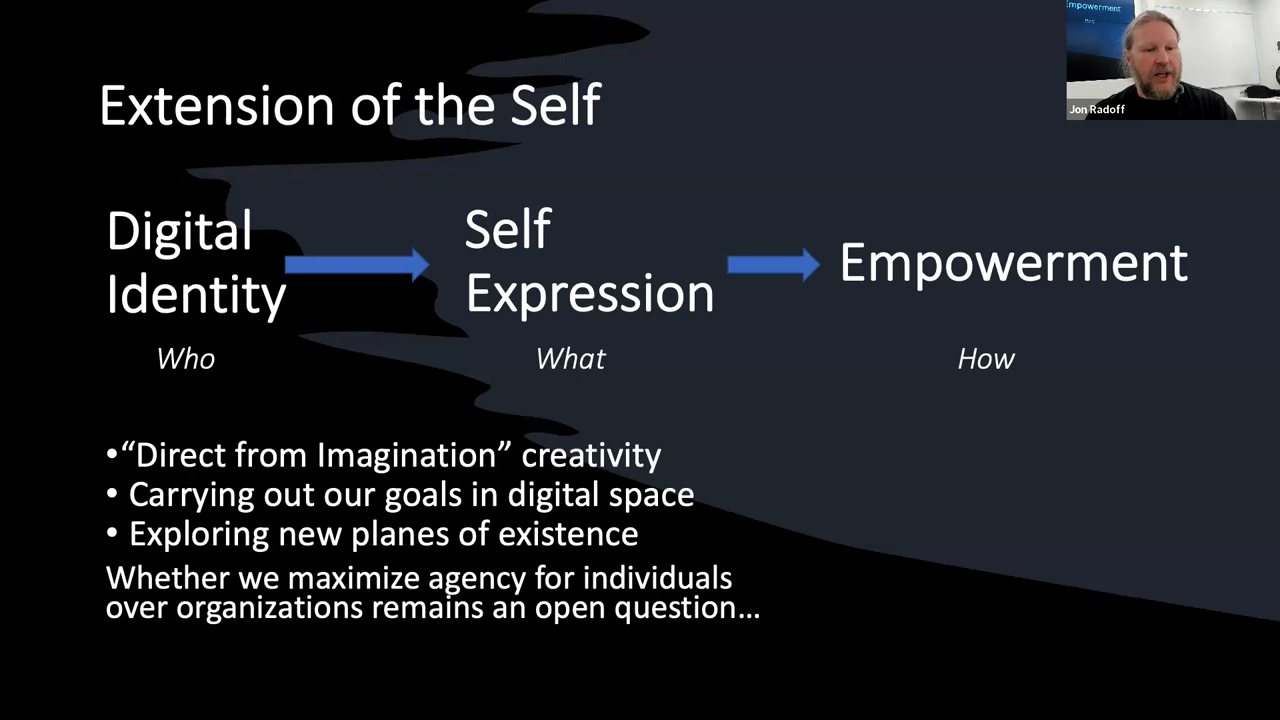 Empowerment
Jon Radoff
Extension of the Self
Digital
Identity
Self
Expression
Empowerment
Who
What
How
•“Direct from Imagination” creativity
• Carrying out our goals in digital space
• Exploring new planes of existence
Whether we maximize agency for individuals
over organizations remains an open question…